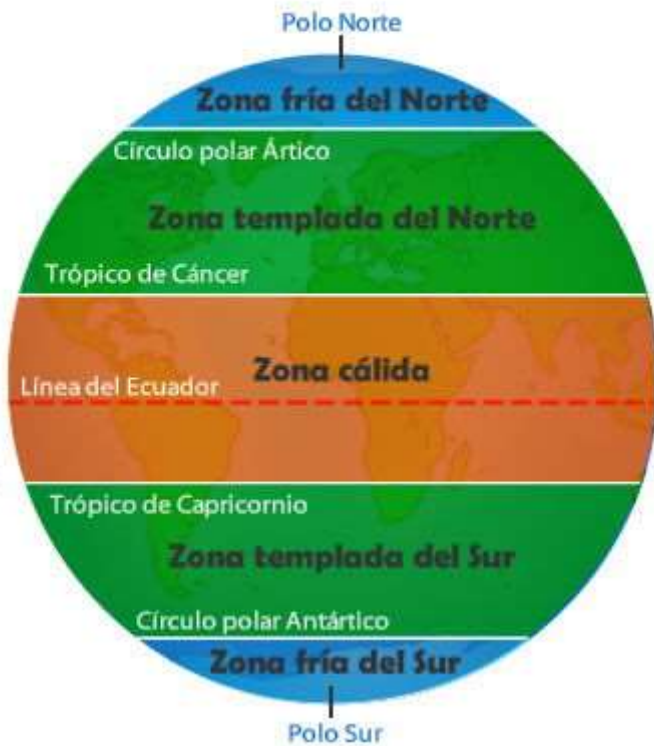 Polo Norte
Zona fría del Norte
Círculo polar Ártico
Zona templada del Norte
Trópico de Cáncer
Zona cálida
Línea del Ecuador
Trópico de Capricornio
Zona templada del Sur
Círculo polar Antártico
Zona fría del Sur
Polo Sur